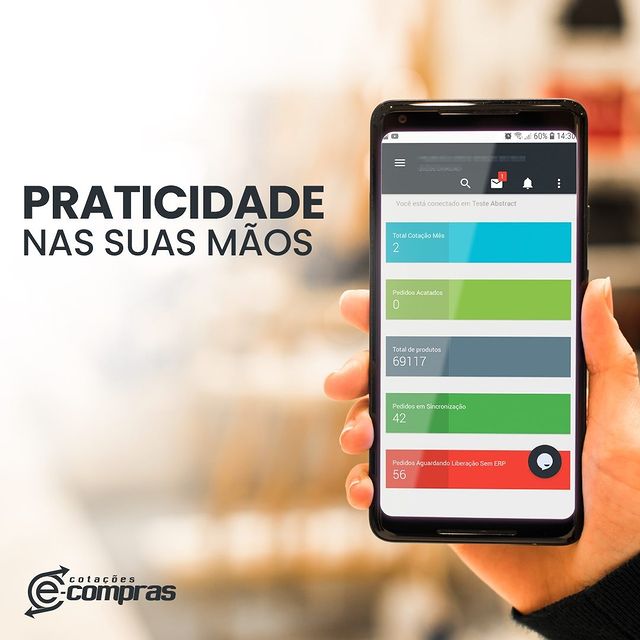 PRATICIDADE
NAS SUAS MÃOS
60% 14:30
1
Você está conectado em Teste Abstract
Total Cotação Mês
2
Pedidos Acatados
0
Total de produtos
69117
Pedidos em Sincronização
42
Pedidos Aguardando Liberação Sem ERP
56
cotações
e-compras